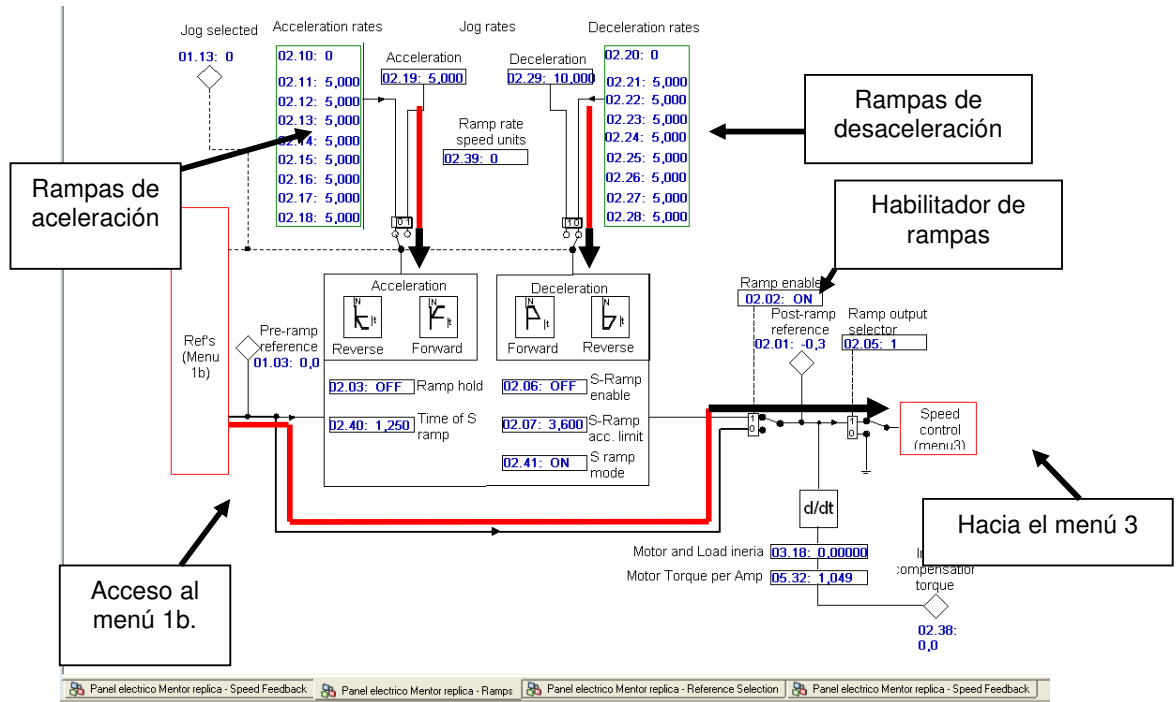 Jog selected
01.13: 0
Acceleration rates
02.10: 0
02.11: 5,000
02.12: 5,000
02.13: 5,000
02.14: 5,000
02.15: 5,000
02.16: 5,000
02.17: 5,000
02.18: 5,000
Jog rates
Acceleration
02.19: 5,000
Deceleration
02.29: 10,000
Ramp rate
speed units
02.39: 0
Deceleration rates
02.20: 0
02.21: 5,000
02.22: 5,000
02.23: 5,000
02.24: 5,000
02.25: 5,000
02.26: 5,000
02.27: 5,000
02.28: 5,000
Rampas de
desaceleración
Rampas de
aceleración
Habilitador de
rampas
0 1
1 0
Acceleration
N
t
N
t
Reverse
Forward
Deceleration
N
t
N
t
Forward
Reverse
Ref's
(Menu
1b)
Pre-ramp
reference
01.03: 0,0
02.03: OFF
Ramp hold
02.40: 1,250
Time of S
ramp
02.06: OFF
S-Ramp
enable
02.07: 3,600
S-Ramp
acc. limit
02.41: ON
S ramp
mode
Ramp enable
02.02: ON
Post-ramp
reference
02.01: -0,3
Ramp output
selector
02.05: 1
1
0
1
0
Speed
control
(menu3)
d/dt
Motor and Load ineria
03.18: 0,00000
Motor Torque per Amp
05.32: 1,049
torque
02.38:
0,0
Hacia el menú 3
Acceso al
menú 1b.
Panel electrico Mentor replica - Speed Feedback
Panel electrico Mentor replica - Ramps
Panel electrico Mentor replica - Reference Selection
Panel electrico Mentor replica - Speed Feedback